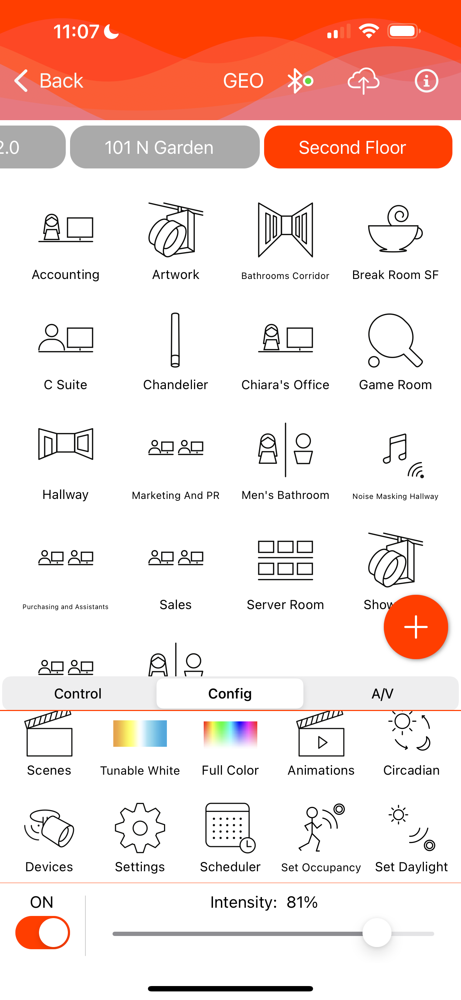 11:07
Back GEO
2.0 101 N Garden Second Floor
Accounting Artwork Bathrooms Corridor Break Room SF
C Suite Chandelier Chiara's Office Game Room
Hallway Marketing And PR Men's Bathroom Noise Masking Hallway
Purchasing and Assistants Sales Server Room Show
Control Config A/V
Scenes Tunable White Full Color Animations Circadian
Devices Settings Scheduler Set Occupancy Set Daylight
ON Intensity: 81%